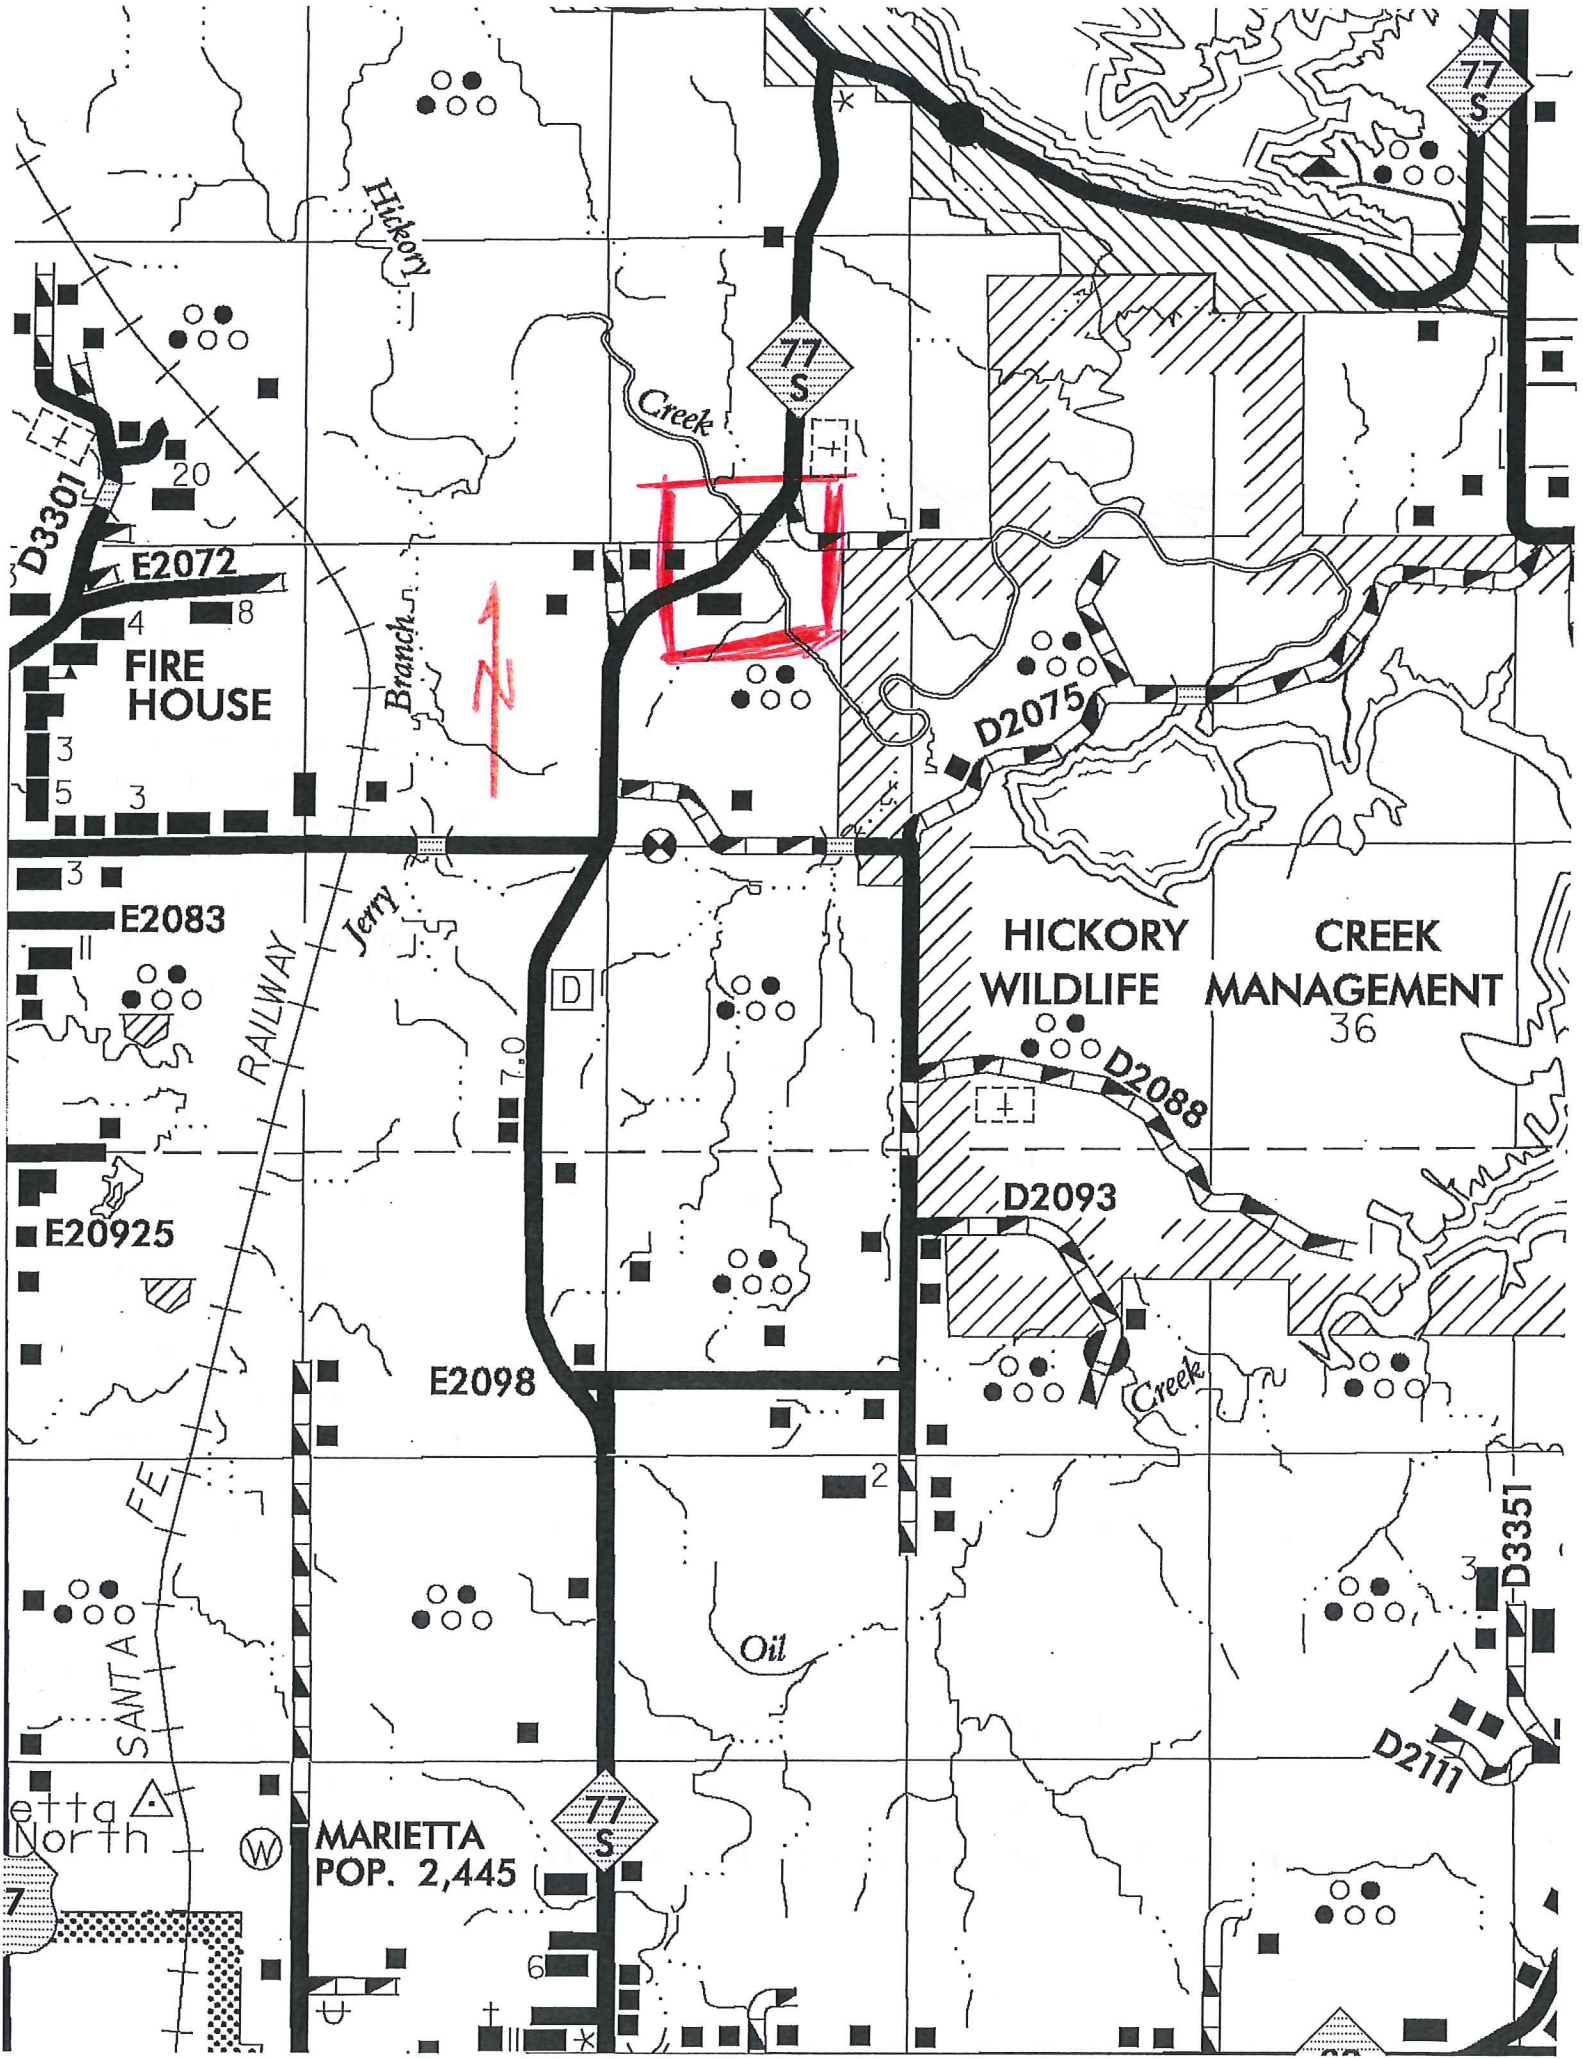 77
S
Hickory
77
S
Creek
20
D3301
E2072
4
8
FIRE
HOUSE
Branch
N
D2075
3
5
3
3
Jerry
E2083
11
HICKORY CREEK
WILDLIFE MANAGEMENT
36
RAILWAY
D
7.0
D2088
D2093
E20925
E2098
Creek
FE
2
D3351
3
Oil
SANTA
D2111
etta
North
W
MARIETTA
POP. 2,445
77
S
7
6